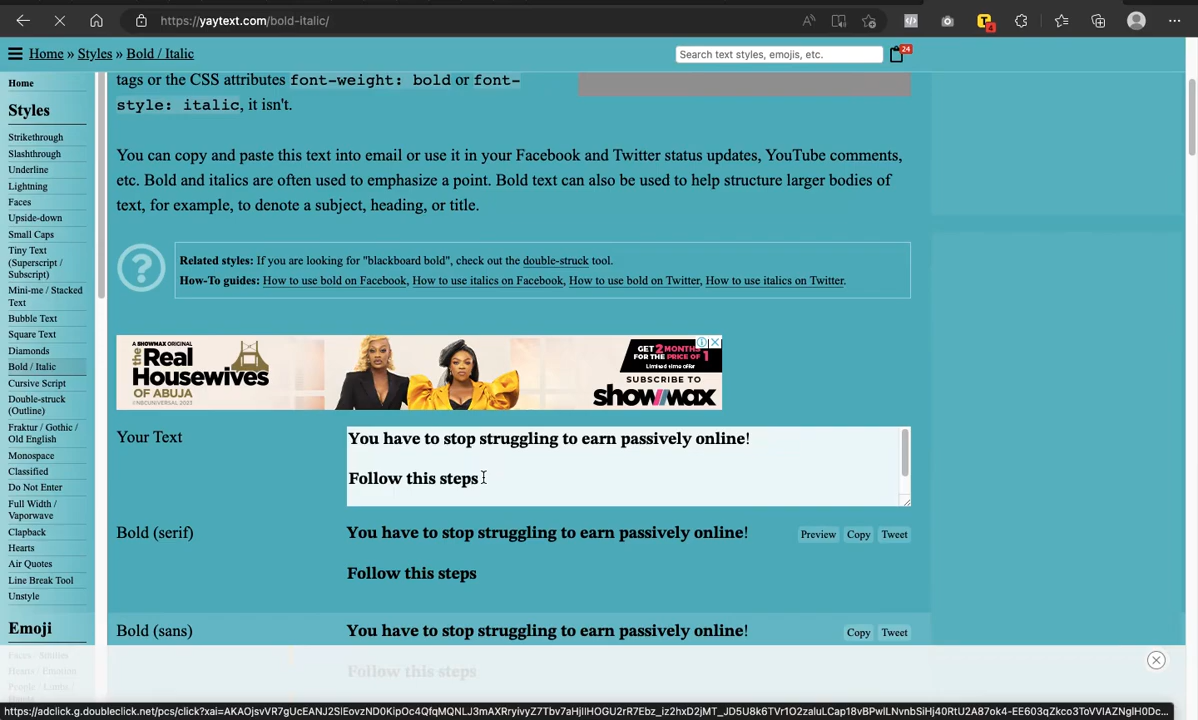 https://yaytext.com/bold-italic/
Home » Styles » Bold / Italic
Search text styles, emojis, etc.
24
4
Home
Styles
Strikethrough
Slashthrough
Underline
Lightning
Faces
Upside-down
Small Caps
Tiny Text
(Superscript /
Subscript)
Mini-me / Stacked
Text
Bubble Text
Square Text
Diamonds
Bold / Italic
Cursive Script
Double-struck
(Outline)
Fraktur / Gothic /
Old English
Monospace
Classified
Do Not Enter
Full Width /
Vaporwave
Clapback
Hearts
Air Quotes
Line Break Tool
Unstyle
Emoji
tags or the CSS attributes font-weight: bold or font-
style: italic, it isn't.
You can copy and paste this text into email or use it in your Facebook and Twitter status updates, YouTube comments,
etc. Bold and italics are often used to emphasize a point. Bold text can also be used to help structure larger bodies of
text, for example, to denote a subject, heading, or title.
Related styles: If you are looking for "blackboard bold", check out the double-struck tool.
How-To guides: How to use bold on Facebook, How to use italics on Facebook, How to use bold on Twitter, How to use italics on Twitter.
A SHOWMAX ORIGINAL
the Real
Housewives
OF ABUJA
©NBCUNIVERSAL 2023
GET 2 MONTHS
FOR THE PRICE OF 1
Limited time offer
SUBSCRIBE TO
showmax
Your Text
You have to stop struggling to earn passively online!
Follow this steps
Bold (serif)
You have to stop struggling to earn passively online!
Preview Copy Tweet
Follow this steps
Bold (sans)
You have to stop struggling to earn passively online!
Copy Tweet
Follow this steps